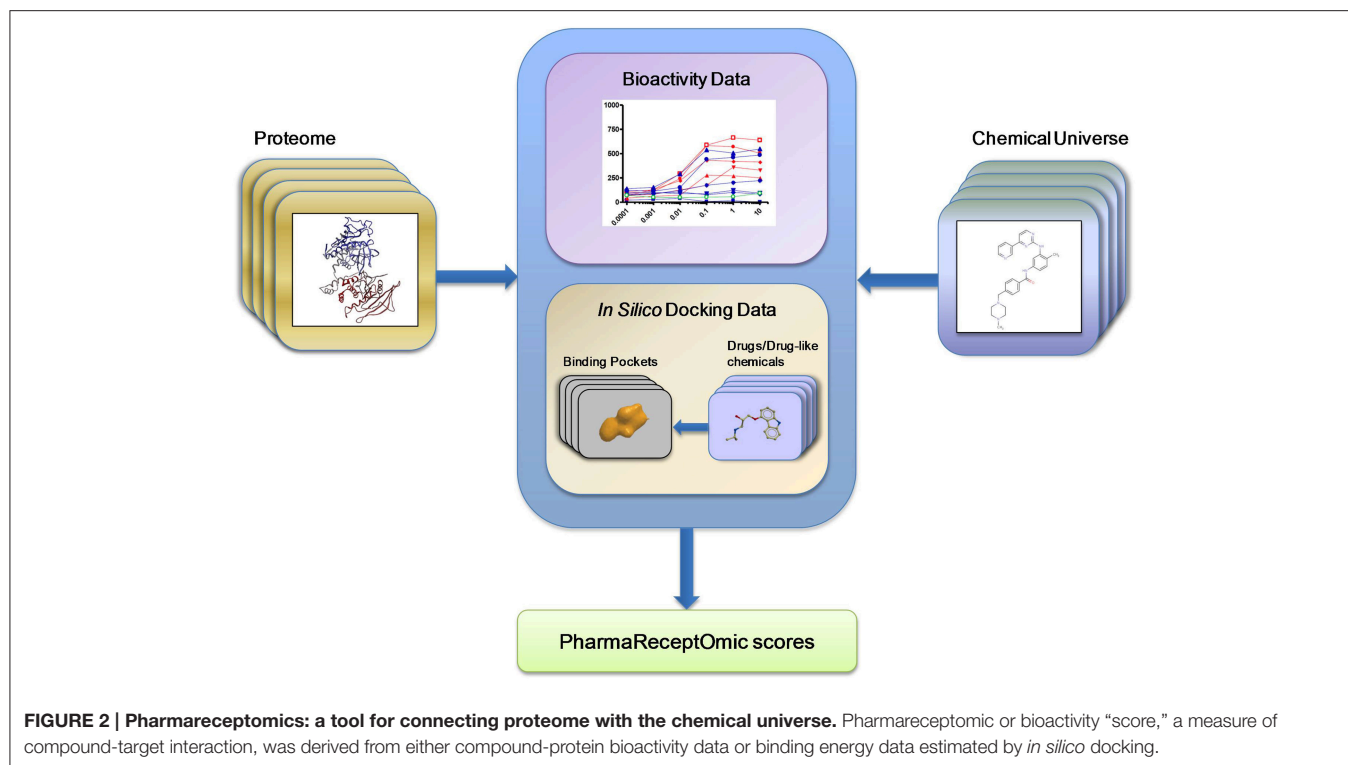 Bioactivity Data
1000
750
500
250
0
0.0001
0.001
0.01
0.1
1
10
Proteome
Chemical Universe
In Silico Docking Data
Binding Pockets
Drugs/Drug-like
chemicals
PharmaReceptOmic scores
FIGURE 2 | Pharmareceptomics: a tool for connecting proteome with the chemical universe. Pharmareceptomic or bioactivity “score,” a measure of
compound-target interaction, was derived from either compound-protein bioactivity data or binding energy data estimated by in silico docking.